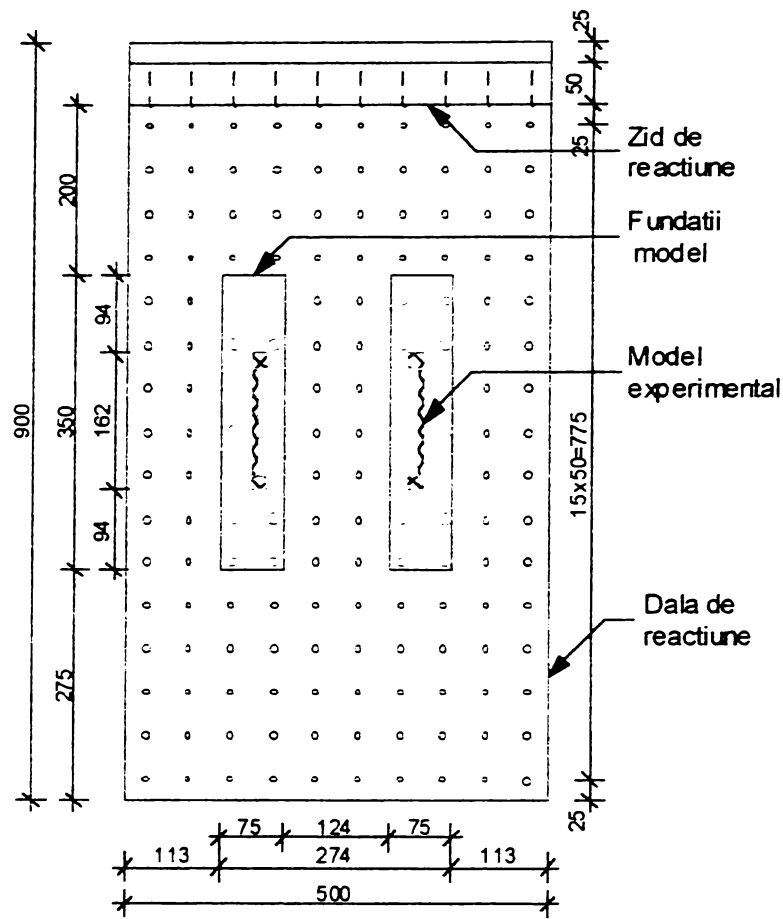 25
50
25
Zid de
reactiune
Fundatii
model
Model
experimental
15x50=775
Dala de
reactiune
25
900
200
350
275
94
162
94
75
124
75
113
274
113
500